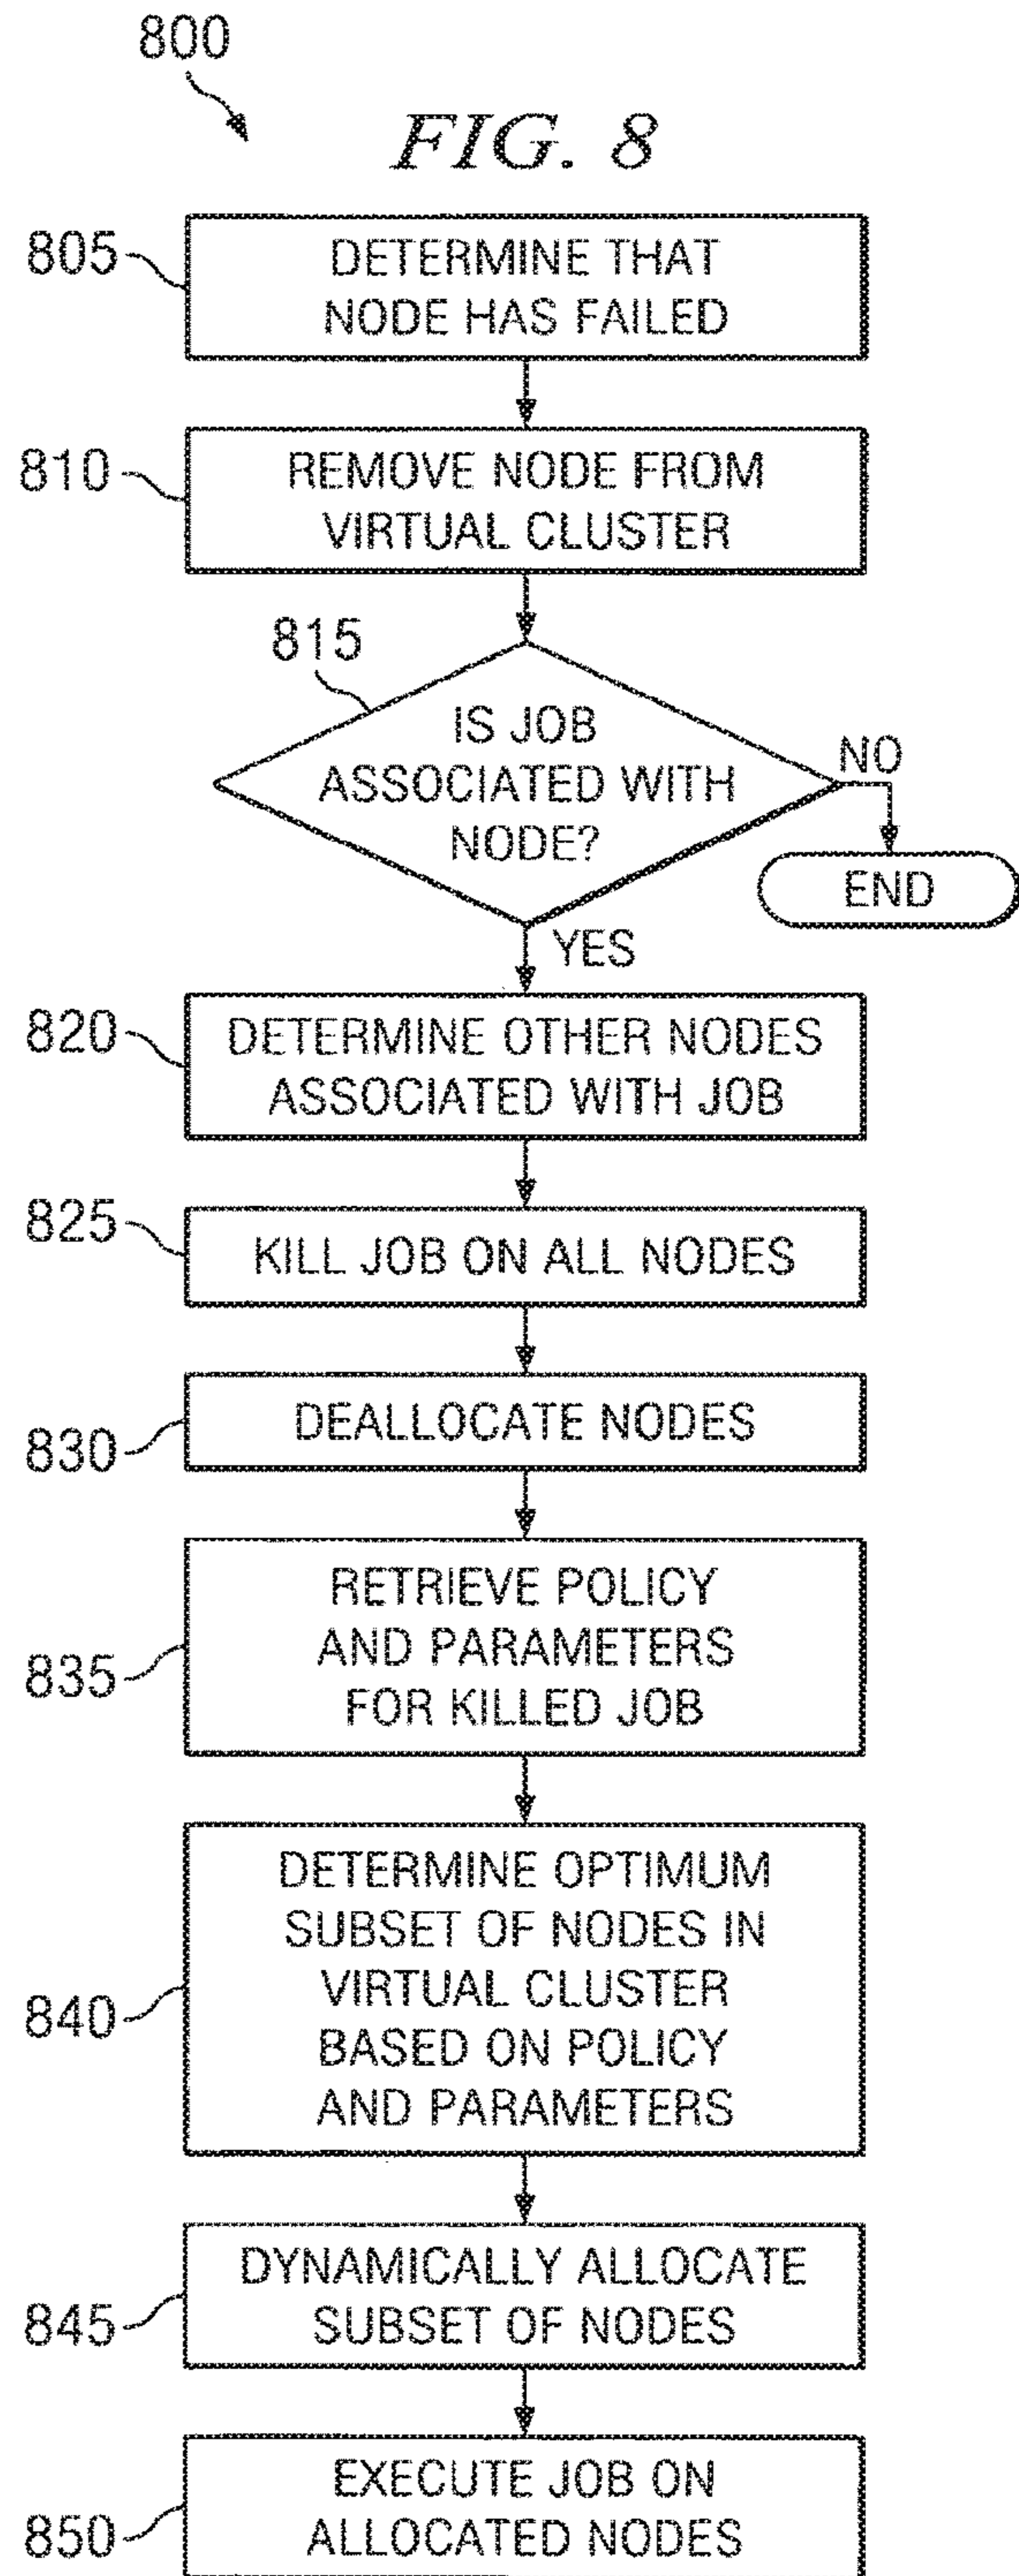 800
FIG. 8
805
DETERMINE THAT
NODE HAS FAILED
810
REMOVE NODE FROM
VIRTUAL CLUSTER
815
IS JOB
ASSOCIATED WITH
NODE?
NO
END
YES
820
DETERMINE OTHER NODES
ASSOCIATED WITH JOB
825
KILL JOB ON ALL NODES
830
DEALLOCATE NODES
835
RETRIEVE POLICY
AND PARAMETERS
FOR KILLED JOB
840
DETERMINE OPTIMUM
SUBSET OF NODES IN
VIRTUAL CLUSTER
BASED ON POLICY
AND PARAMETERS
845
DYNAMICALLY ALLOCATE
SUBSET OF NODES
850
EXECUTE JOB ON
ALLOCATED NODES